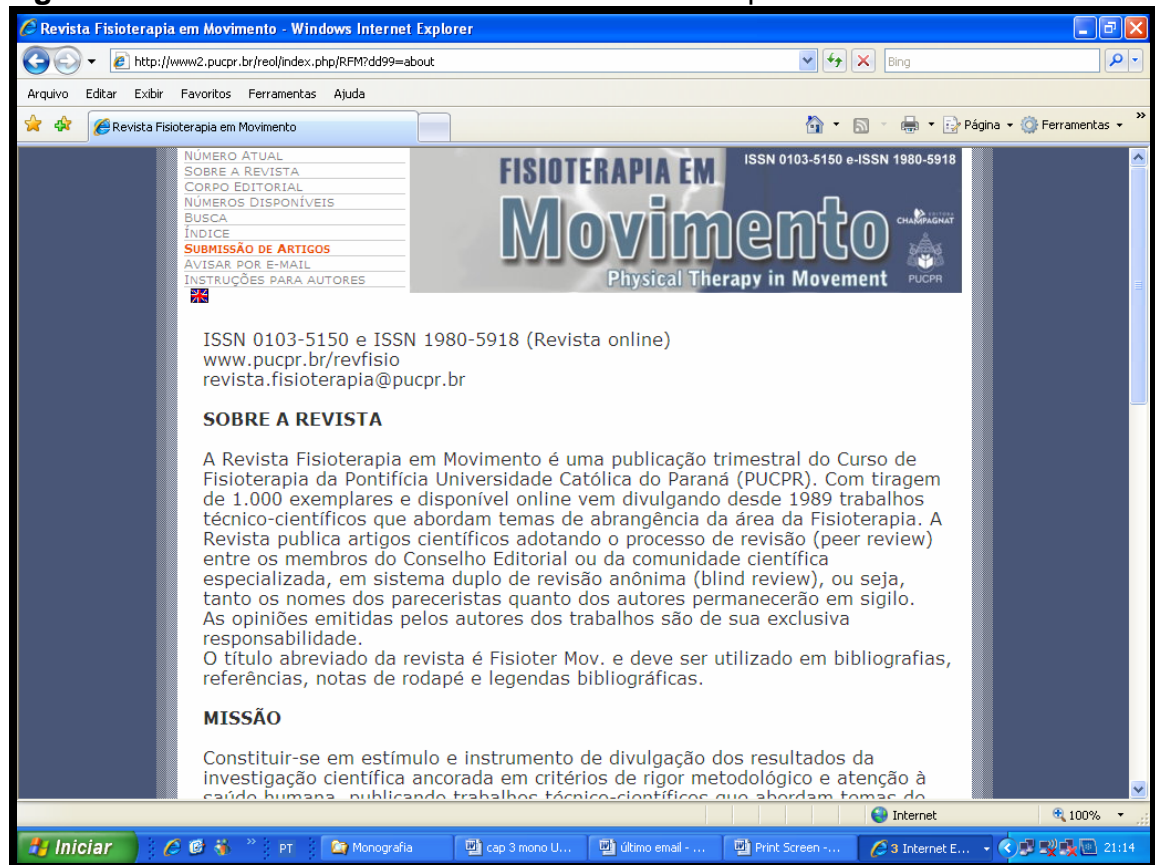 Revista Fisioterapia em Movimento - Windows Internet Explorer
http://www2.pucpr.br/reol/index.php/RFM?dd99=about
Bing
Arquivo Editar Exibir Favoritos Ferramentas Ajuda
Revista Fisioterapia em Movimento
Página Ferramentas
NÚMERO ATUAL
SOBRE A REVISTA
CORPO EDITORIAL
NÚMEROS DISPONÍVEIS
BUSCA
ÍNDICE
SUBMISSÃO DE ARTIGOS
AVISAR POR E-MAIL
INSTRUÇÕES PARA AUTORES
ISSN 0103-5150 e-ISSN 1980-5918
FISIOTERAPIA EM
Movimento
Physical Therapy in Movement
CHAMPAGNAT
PUCPR
ISSN 0103-5150 e ISSN 1980-5918 (Revista online)
www.pucpr.br/revfisio
revista.fisioterapia@pucpr.br
SOBRE A REVISTA
A Revista Fisioterapia em Movimento é uma publicação trimestral do Curso de
Fisioterapia da Pontifícia Universidade Católica do Paraná (PUCPR). Com tiragem
de 1.000 exemplares e disponível online vem divulgando desde 1989 trabalhos
técnico-científicos que abordam temas de abrangência da área da Fisioterapia. A
Revista publica artigos científicos adotando o processo de revisão (peer review)
entre os membros do Conselho Editorial ou da comunidade científica
especializada, em sistema duplo de revisão anônima (blind review), ou seja,
tanto os nomes dos pareceristas quanto dos autores permanecerão em sigilo.
As opiniões emitidas pelos autores dos trabalhos são de sua exclusiva
responsabilidade.
O título abreviado da revista é Fisioter Mov. e deve ser utilizado em bibliografias,
referências, notas de rodapé e legendas bibliográficas.
MISSÃO
Constituir-se em estímulo e instrumento de divulgação dos resultados da
investigação científica ancorada em critérios de rigor metodológico e atenção à
saúde humana, publicando trabalhos técnico-científicos que abordam temas de
Internet 100%
Iniciar PT Monografia cap 3 mono U... último email - ... Print Screen -... 3 Internet E... 21:14